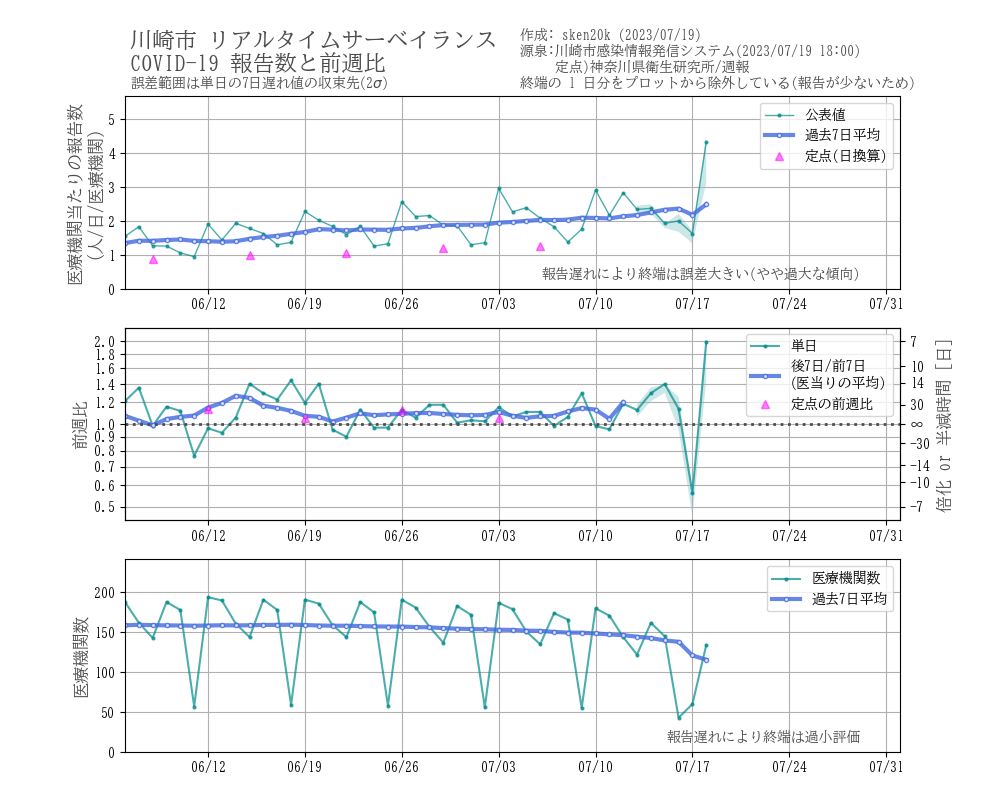 川崎市 リアルタイムサーベイランス
COVID-19 報告数と前週比
誤差範囲は単日の7日遅れ値の収束先(2σ)
作成: sken20k (2023/07/19)
源泉:川崎市感染情報発信システム(2023/07/19 18:00)
定点)神奈川県衛生研究所/週報
終端の 1 日分をプロットから除外している(報告が少ないため)
医療機関当たりの報告数
(人/日/医療機関)
5
4
3
2
1
0
公表値
過去7日平均
定点(日換算)
報告遅れにより終端は誤差大きい(やや過大な傾向)
06/12 06/19 06/26 07/03 07/10 07/17 07/24 07/31
前週比
2.0
1.8
1.6
1.4
1.2
1.0
0.9
0.8
0.7
0.6
0.5
単日
後7日/前7日
(医当りの平均)
定点の前週比
7
10
14
30
∞
-30
-14
-10
-7
倍化 or 半減時間 [日]
06/12 06/19 06/26 07/03 07/10 07/17 07/24 07/31
医療機関数
200
150
100
50
0
医療機関数
過去7日平均
報告遅れにより終端は過小評価
06/12 06/19 06/26 07/03 07/10 07/17 07/24 07/31